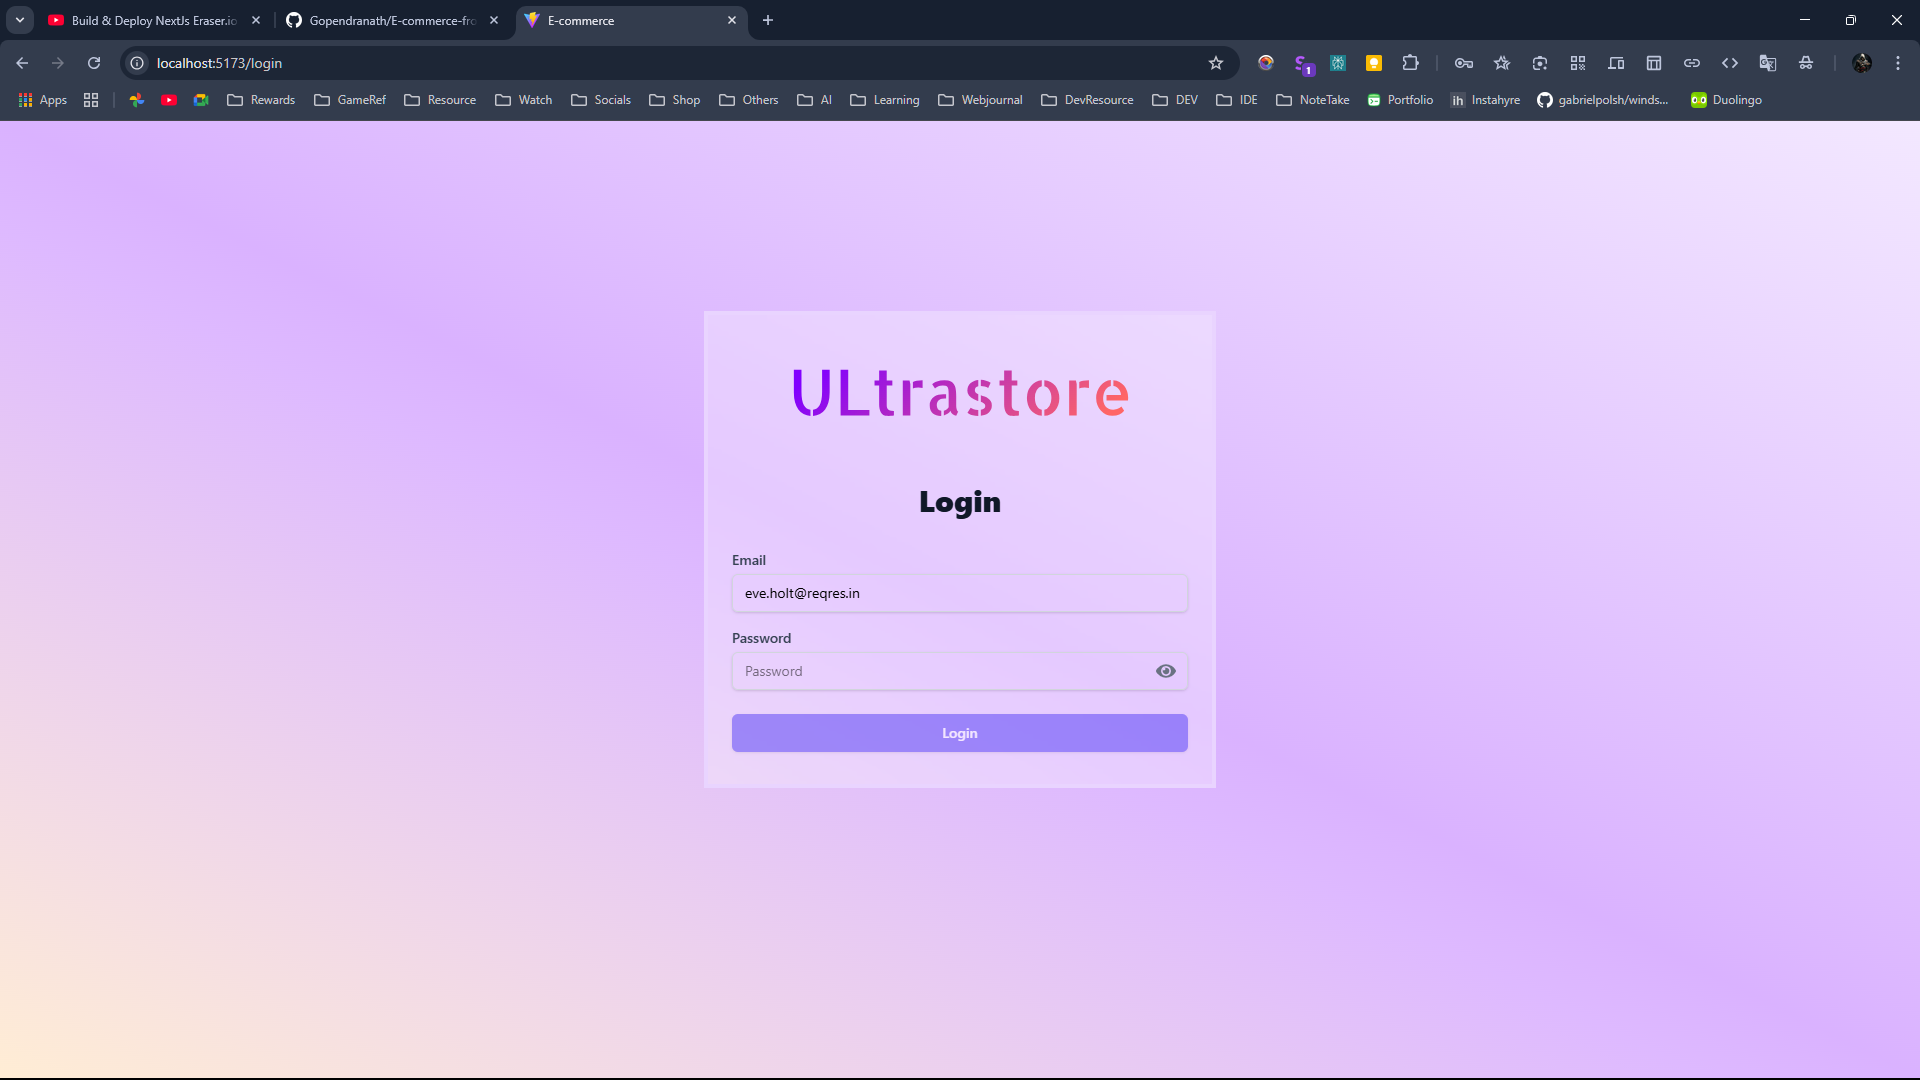 Build & Deploy NextJs Eraser.io
Gopendranath/E-commerce-fro
E-commerce
localhost:5173/login
1
Apps
Rewards
GameRef
Resource
Watch
Socials
Shop
Others
AI
Learning
Webjournal
DevResource
DEV
IDE
NoteTake
Portfolio
ih Instahyre
gabrielpolsh/winds...
Duolingo
ULtrastore
Login
Email
eve.holt@reqres.in
Password
Password
Login